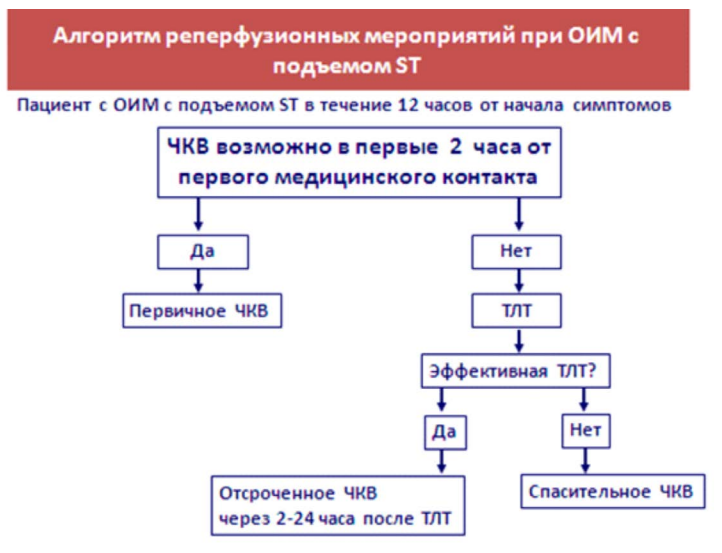 Алгоритм реперфузионных мероприятий при ОИМ с
подъемом ST
Пациент с ОИМ с подъемом ST в течение 12 часов от начала симптомов
ЧКВ возможно в первые 2 часа от
первого медицинского контакта
Да
Нет
Первичное ЧКВ
ТЛТ
Эффективная ТЛТ?
Да
Нет
Отсроченное ЧКВ
через 2-24 часа после ТЛТ
Спасительное ЧКВ